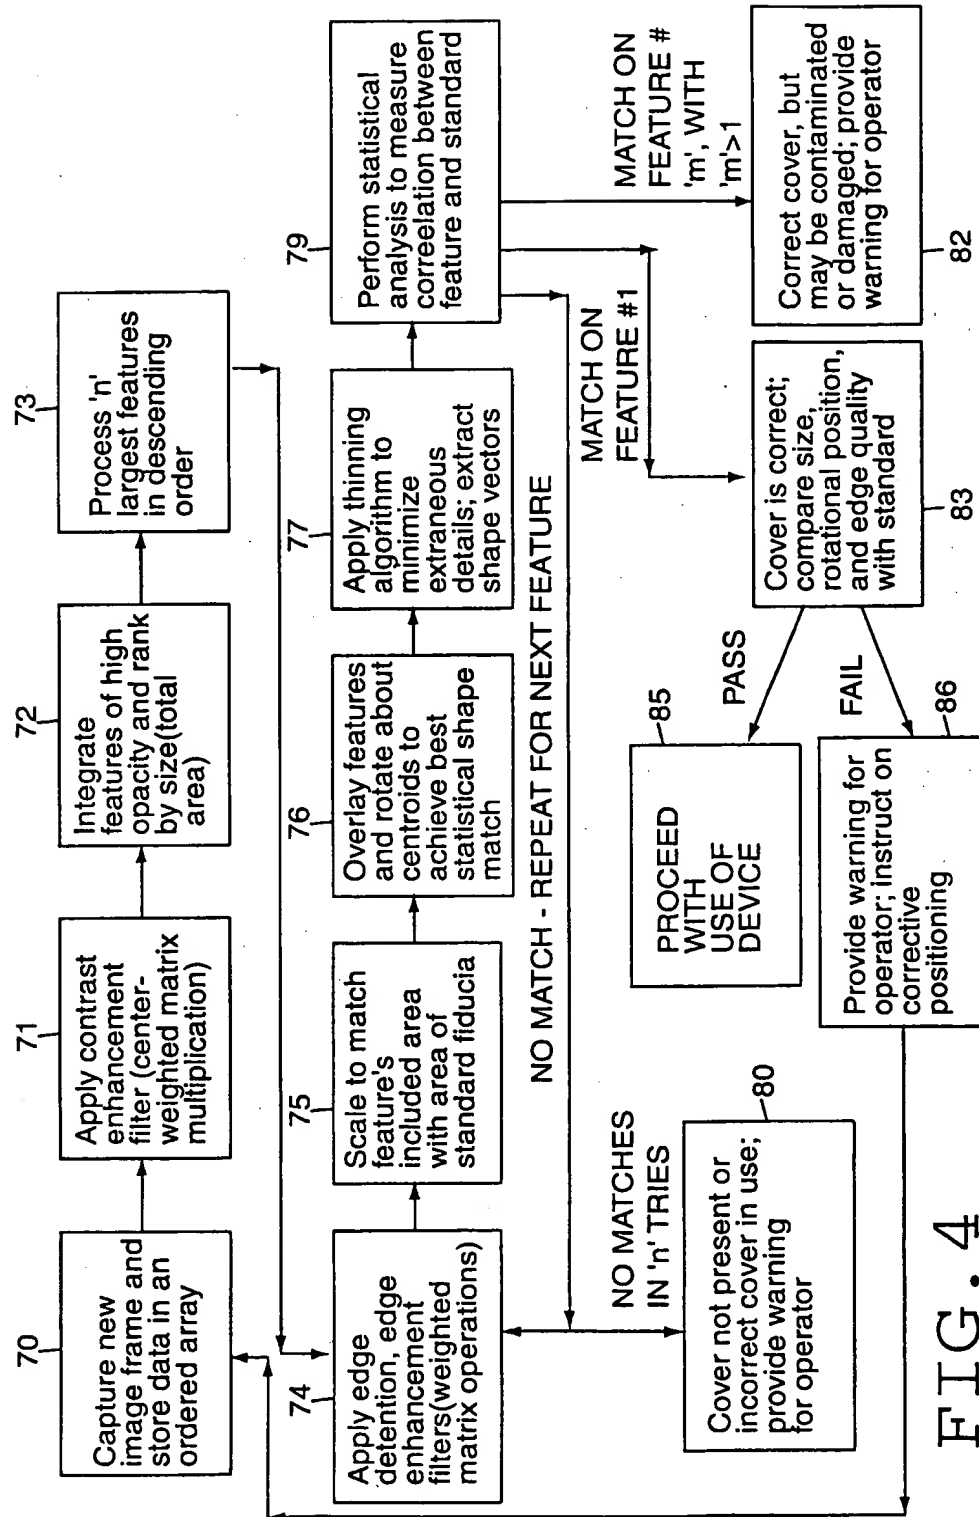 70
Capture new
image frame and
store data in an
ordered array
71
Apply contrast
enhancement
filter (center-
weighted matrix
multiplication)
72
Integrate
features of high
opacity and rank
by size(total
area)
73
Process 'n'
largest features
in descending
order
74
Apply edge
detention, edge
enhancement
filters(weighted
matrix operations)
75
Scale to match
feature's
included area
with area of
standard fiducia
76
Overlay features
and rotate about
centroids to
achieve best
statistical shape
match
77
Apply thinning
algorithm to
minimize
extraneous
details; extract
shape vectors
79
Perform statistical
analysis to measure
correelation between
feature and standard
NO MATCH - REPEAT FOR NEXT FEATURE
MATCH ON
FEATURE #1
MATCH ON
FEATURE #
'm', WITH
'm'>1
NO MATCHES
IN 'n' TRIES
80
Cover not present or
incorrect cover in use;
provide warning
for operator
85
PROCEED
WITH
USE OF
DEVICE
PASS
FAIL
83
Cover is correct;
compare size,
rotational position,
and edge quality
with standard
82
Correct cover, but
may be contaminated
or damaged; provide
warning for operator
86
Provide warning for
operator; instruct on
corrective
positioning
FIG. 4